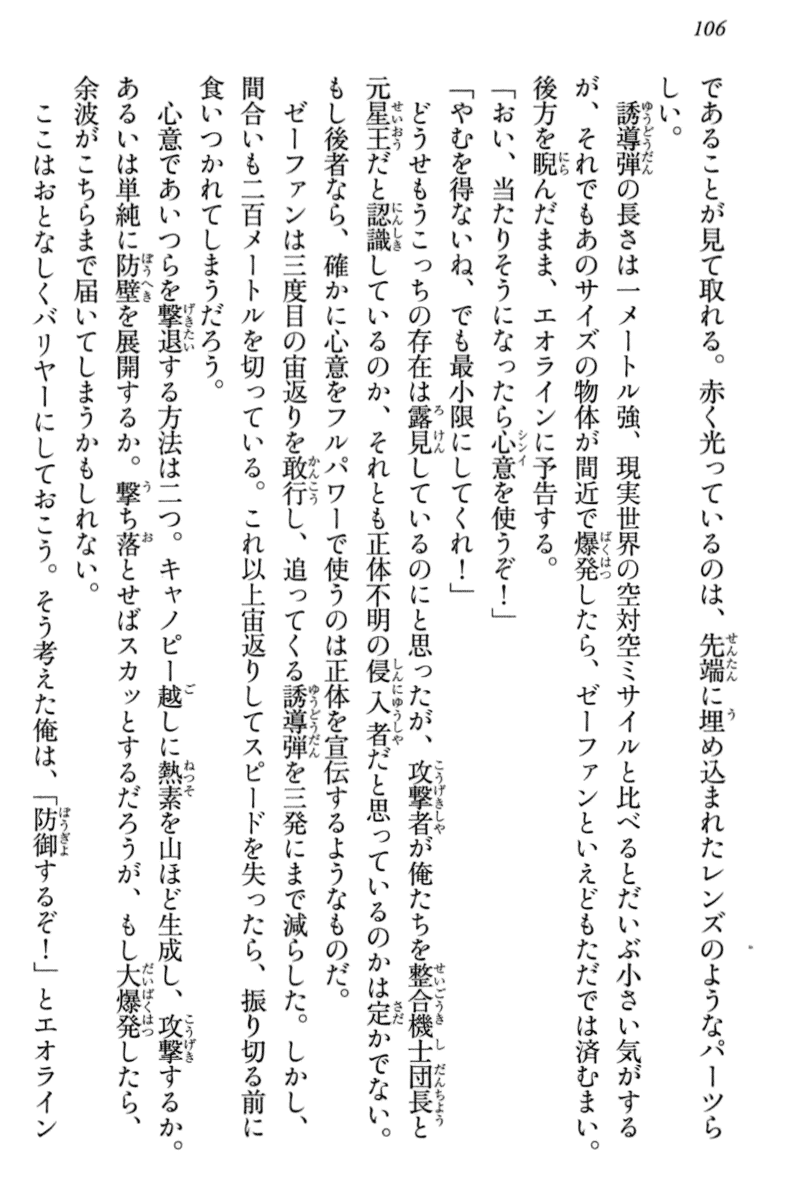 106
であることが見て取れる。赤く光っているのは、先端に埋め込まれたレンズのようなパーツら
しい。
誘導弾の長さは一メートル強、現実世界の空対空ミサイルと比べるとだいぶ小さい気がする
が、それでもあのサイズの物体が間近で爆発したら、ゼーファンといえどもただでは済むまい。
後方を睨んだまま、エオラインに予告する。
「おい、当たりそうになったら心意を使うぞ！」
「やむを得ないね、でも最小限にしてくれ！」
どうせもうこっちの存在は露見しているのにと思ったが、攻撃者が俺たちを整合機士団長と
元星王だと認識しているのか、それとも正体不明の侵入者だと思っているのかは定かでない。
もし後者なら、確かに心意をフルパワーで使うのは正体を宣伝するようなものだ。
ゼーファンは三度目の宙返りを敢行し、追ってくる誘導弾を三発にまで減らした。しかし、
間合いも二百メートルを切っている。これ以上宙返りしてスピードを失ったら、振り切る前に
食いつかれてしまうだろう。
心意であいつらを撃退する方法は二つ。キャノピー越しに熱素を山ほど生成し、攻撃するか。
あるいは単純に防壁を展開するか。撃ち落とせばスカッとするだろうが、もし大爆発したら、
余波がこちらまで届いてしまうかもしれない。
ここはおとなしくバリヤーにしておこう。そう考えた俺は、「防御するぞ！」とエオライン